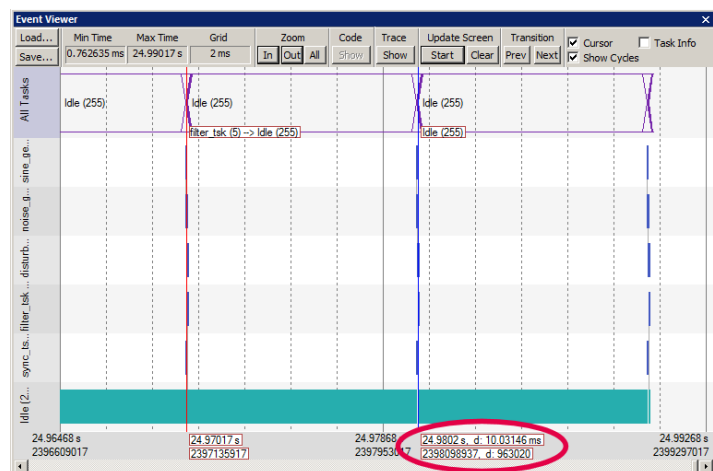 Event Viewer
Load... Min Time Max Time Grid Zoom Code Trace Update Screen Transition Cursor Task Info
Save... 0.762635 ms 24.99017 s 2 ms In Out All Show Show Start Clear Prev Next Show Cycles
All Tasks
Idle (255) Idle (255) Idle (255)
filter_tsk (5) --> Idle (255) Idle (255)
sine_ge...
noise_g...
disturb...
filter_tsk ...
sync_ts...
Idle (2...
24.96468 s 24.97017 s 24.97868 24.9802 s, d: 10.03146 ms 24.99268 s
2396609017 2397135917 2397953017 2398098937, d: 963020 2399297017